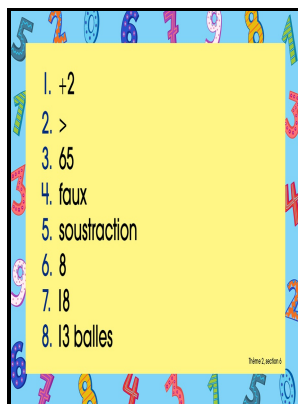 1. +2
2. >
3. 65
4. faux
5. soustraction
6. 8
7. 18
8. 13 balles
Thème 2, section 6